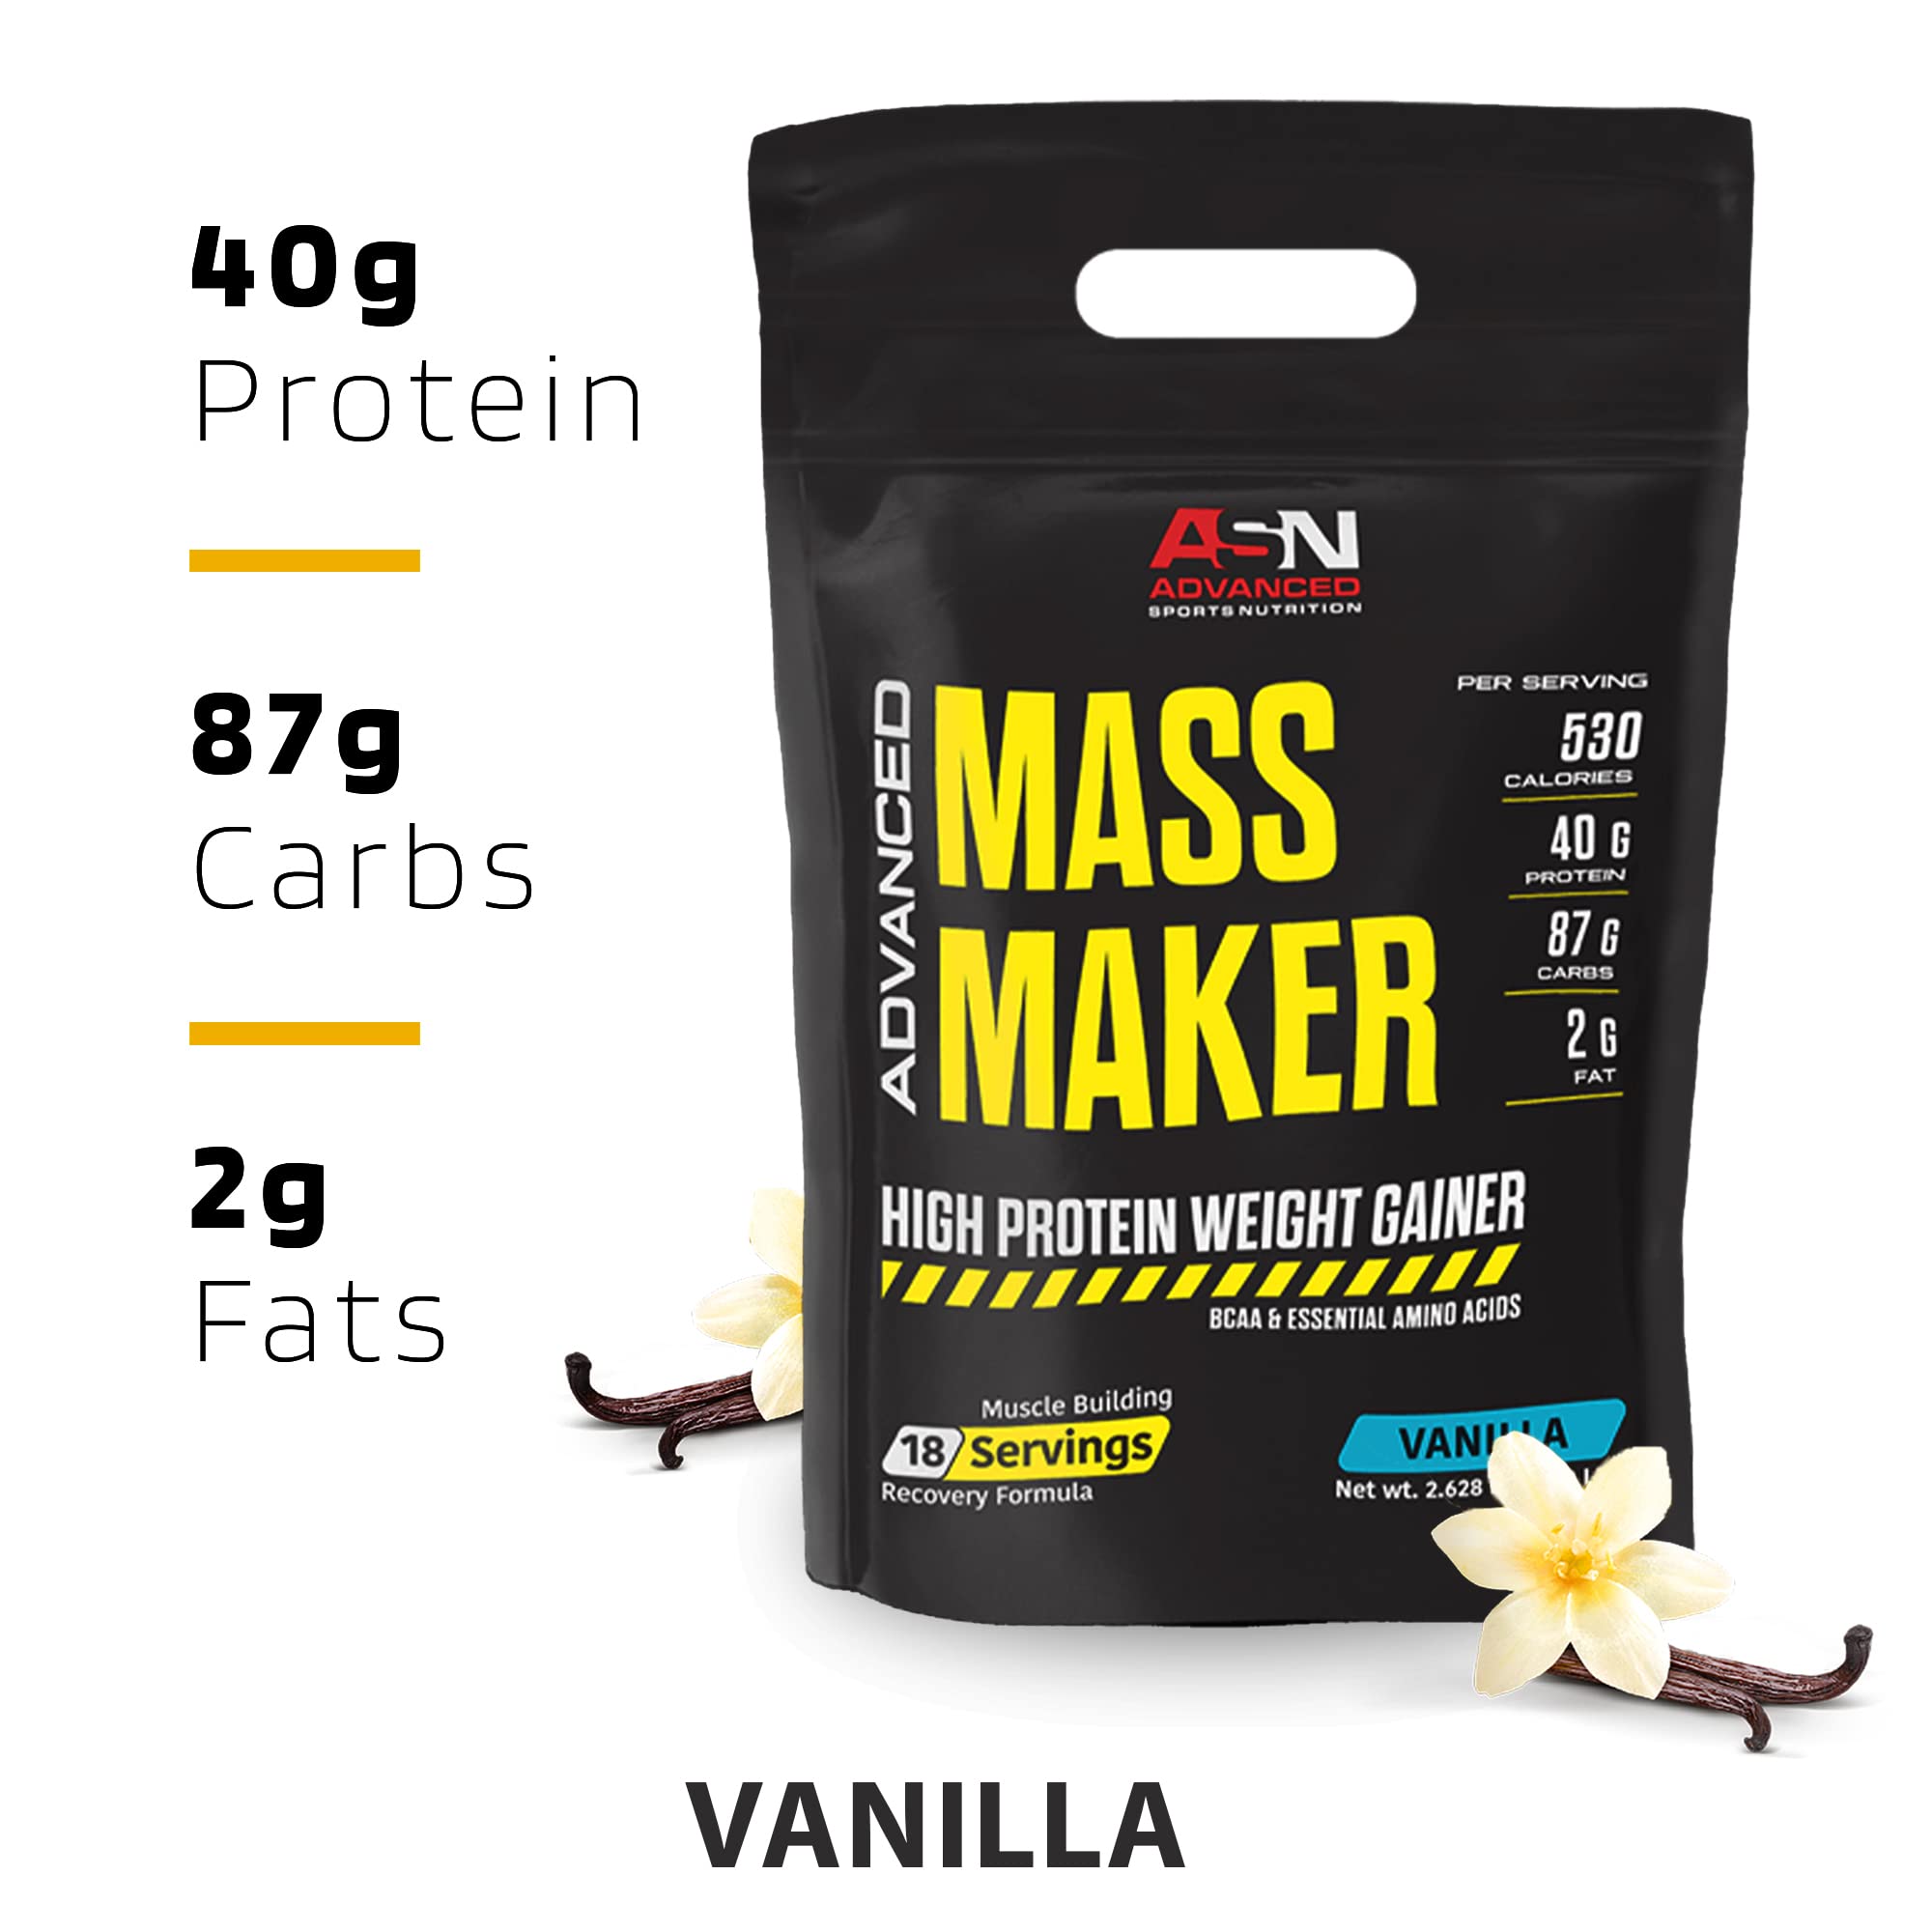 40g
Protein
87g
Carbs
2g
Fats
ASN
ADVANCED
SPORTS NUTRITION
ADVANCED
MASS
MAKER
PER SERVING
530
CALORIES
40 G
PROTEIN
87 G
CARBS
2 G
FAT
HIGH PROTEIN WEIGHT GAINER
BCAA & ESSENTIAL AMINO ACIDS
Muscle Building
18 Servings
Recovery Formula
VANILLA
Net wt. 2.628
VANILLA